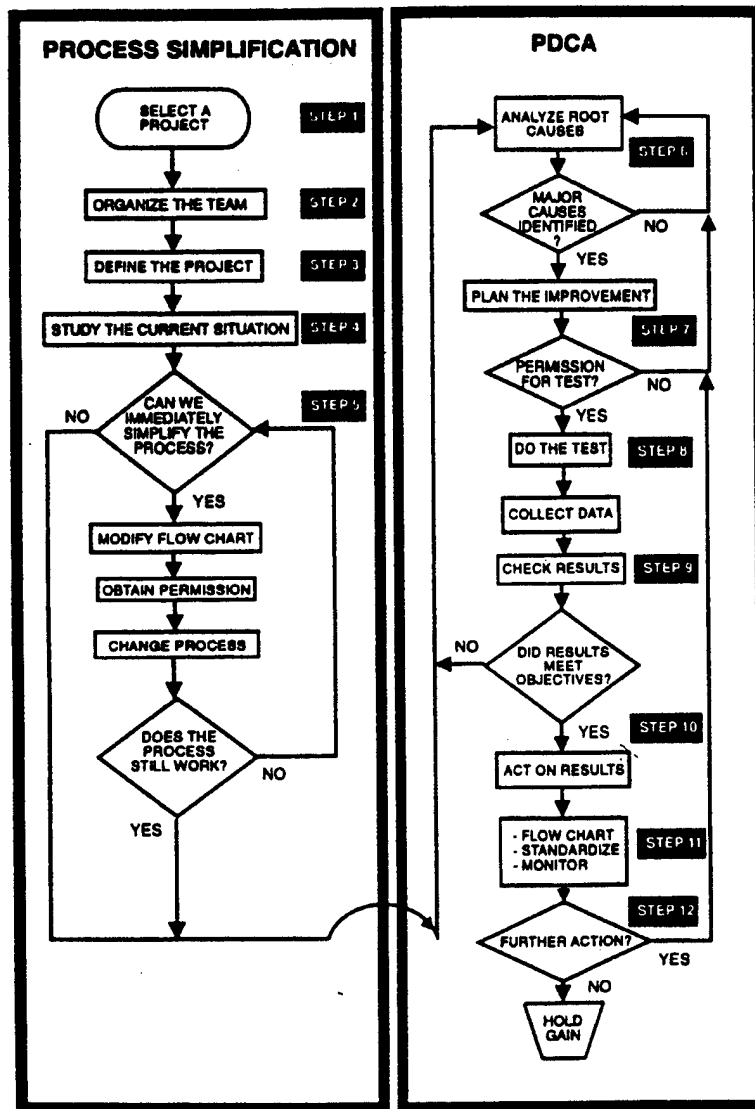 PROCESS SIMPLIFICATION
SELECT A
PROJECT
STEP 1
ORGANIZE THE TEAM
STEP 2
DEFINE THE PROJECT
STEP 3
STUDY THE CURRENT SITUATION
STEP 4
CAN WE
IMMEDIATELY
SIMPLIFY THE
PROCESS?
STEP 5
NO
YES
MODIFY FLOW CHART
OBTAIN PERMISSION
CHANGE PROCESS
DOES THE
PROCESS
STILL WORK?
NO
YES
PDCA
ANALYZE ROOT
CAUSES
STEP 6
MAJOR
CAUSES
IDENTIFIED
?
NO
YES
PLAN THE IMPROVEMENT
STEP 7
PERMISSION
FOR TEST?
NO
YES
DO THE TEST
STEP 8
COLLECT DATA
CHECK RESULTS
STEP 9
NO
DID RESULTS
MEET
OBJECTIVES?
YES
STEP 10
ACT ON RESULTS
- FLOW CHART
- STANDARDIZE
- MONITOR
STEP 11
STEP 12
FURTHER ACTION?
YES
NO
HOLD
GAIN